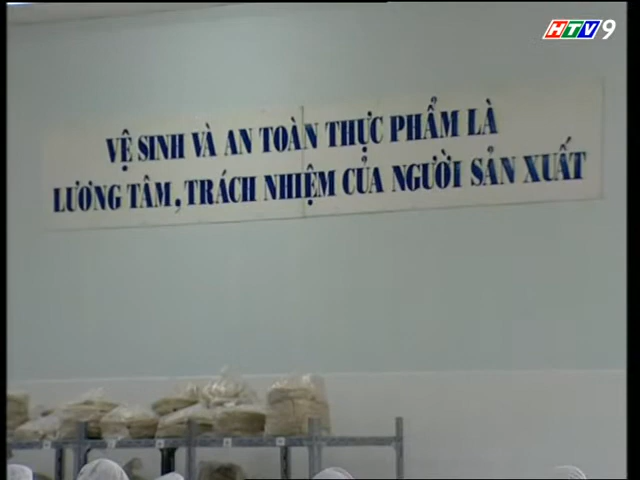 HTV9
VỆ SINH VÀ AN TOÀN THỰC PHẨM LÀ
LƯƠNG TÂM, TRÁCH NHIỆM CỦA NGƯỜI SẢN XUẤT